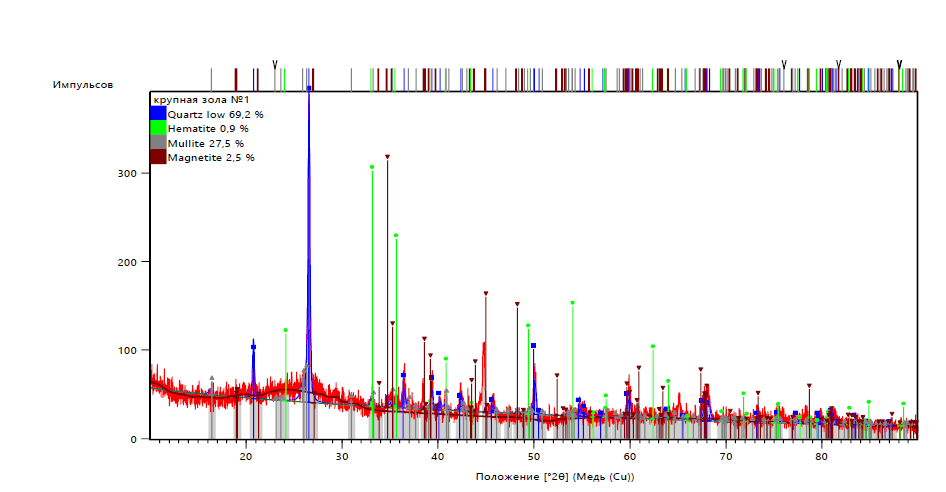 Импульсов
крупная зола №1
Quartz low 69,2 %
Hematite 0,9 %
Mullite 27,5 %
Magnetite 2,5 %
300
200
100
0
20 30 40 50 60 70 80
Положение [°2θ] (Медь (Cu))